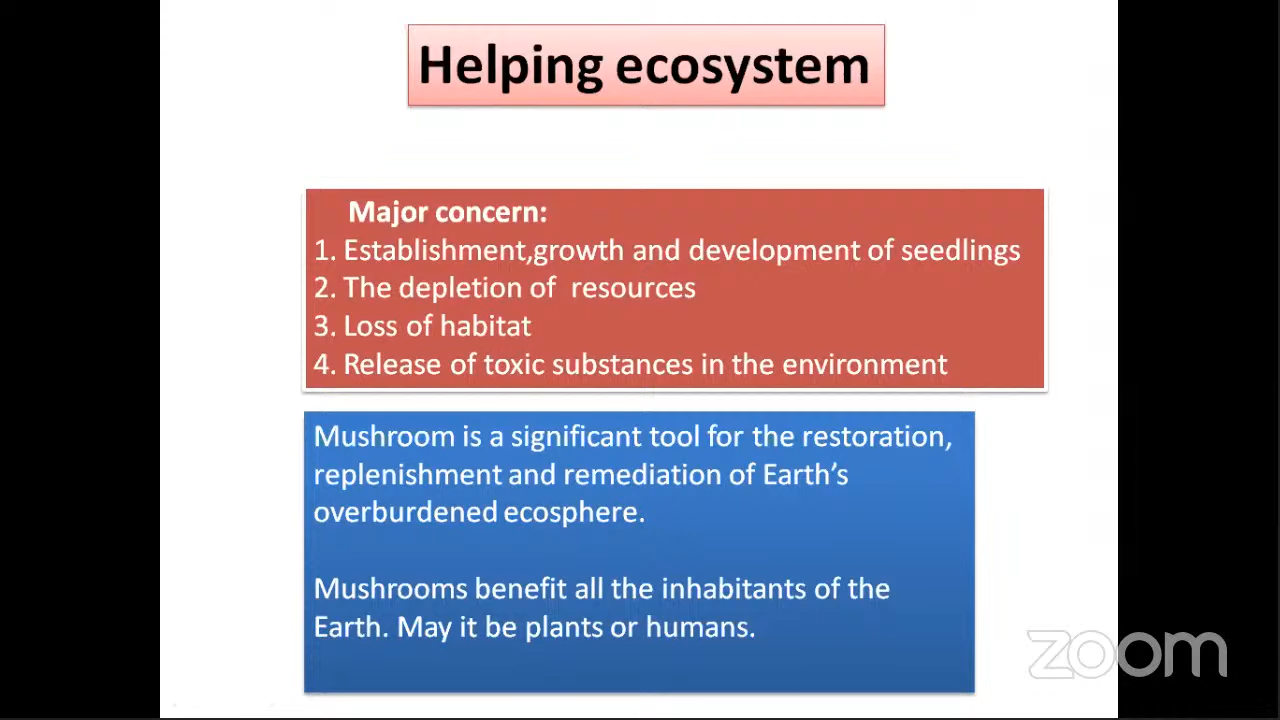 Helping ecosystem
Major concern:
1. Establishment,growth and development of seedlings
2. The depletion of  resources
3. Loss of habitat
4. Release of toxic substances in the environment
Mushroom is a significant tool for the restoration,
replenishment and remediation of Earth’s
overburdened ecosphere.
Mushrooms benefit all the inhabitants of the
Earth. May it be plants or humans.
zoom